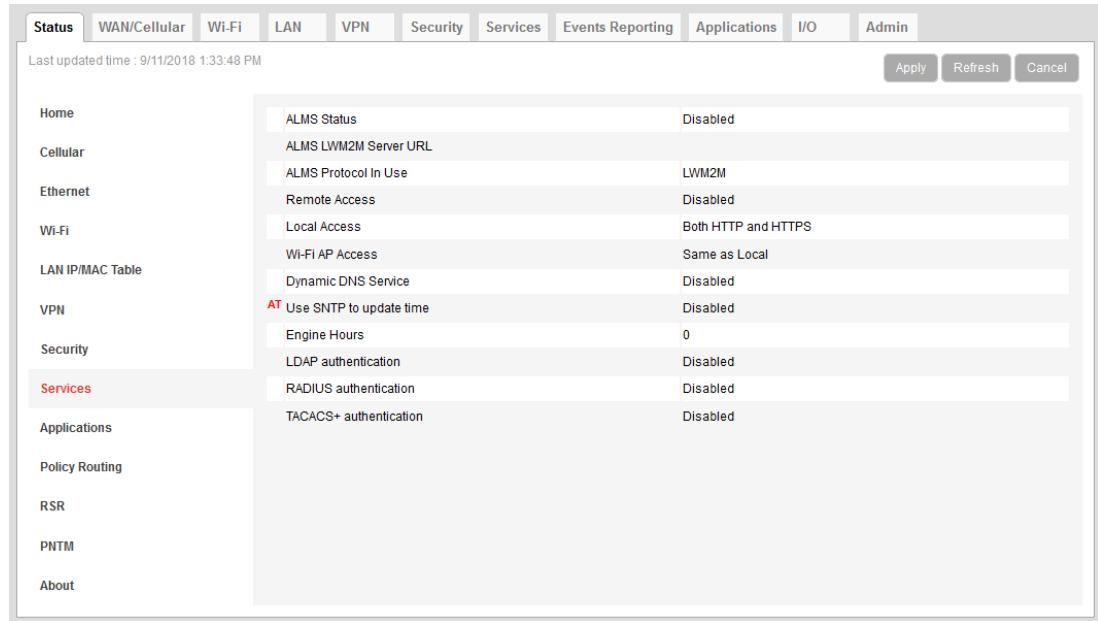 Status WAN/Cellular Wi-Fi LAN VPN Security Services Events Reporting Applications I/O Admin
Last updated time : 9/11/2018 1:33:48 PM
Apply Refresh Cancel
Home
Cellular
Ethernet
Wi-Fi
LAN IP/MAC Table
VPN
Security
Services
Applications
Policy Routing
RSR
PNTM
About
ALMS Status Disabled
ALMS LWM2M Server URL
ALMS Protocol In Use LWM2M
Remote Access Disabled
Local Access Both HTTP and HTTPS
Wi-Fi AP Access Same as Local
Dynamic DNS Service Disabled
AT Use SNTP to update time Disabled
Engine Hours 0
LDAP authentication Disabled
RADIUS authentication Disabled
TACACS+ authentication Disabled